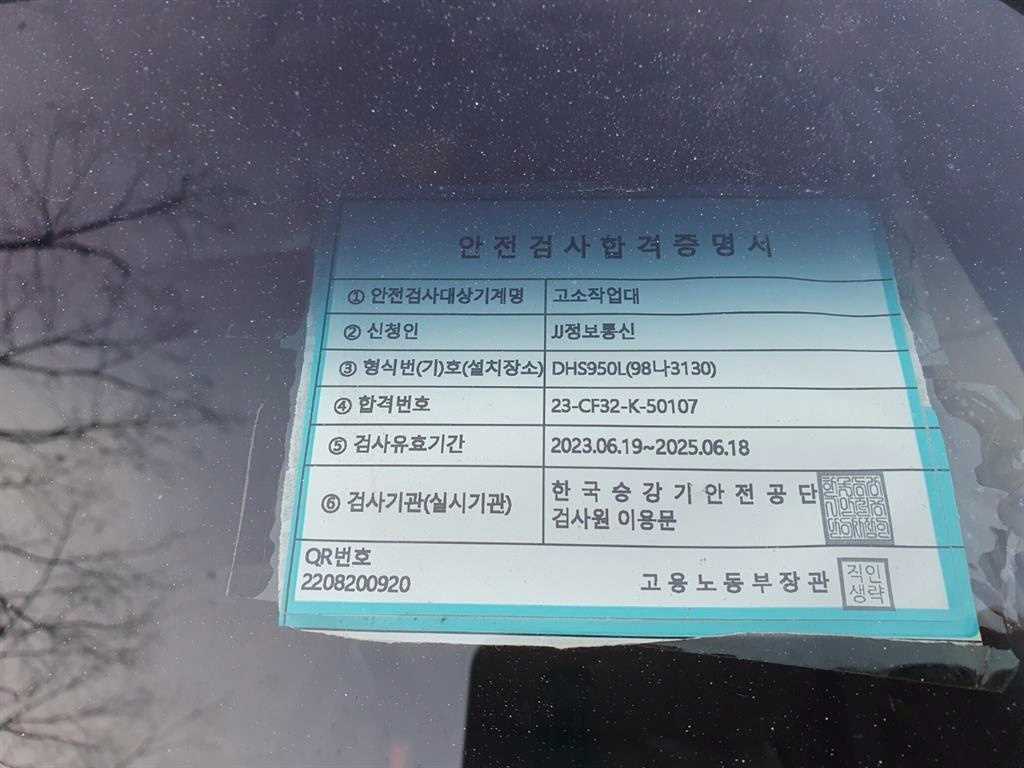 안전검사합격증명서
① 안전검사대상기계명 고소작업대
② 신청인 JJ정보통신
③ 형식번(기)호(설치장소) DHS950L(98나3130)
④ 합격번호 23-CF32-K-50107
⑤ 검사유효기간 2023.06.19~2025.06.18
⑥ 검사기관(실시기관) 한국승강기안전공단
검사원 이용문
QR번호
2208200920
고용노동부장관 직인
생략